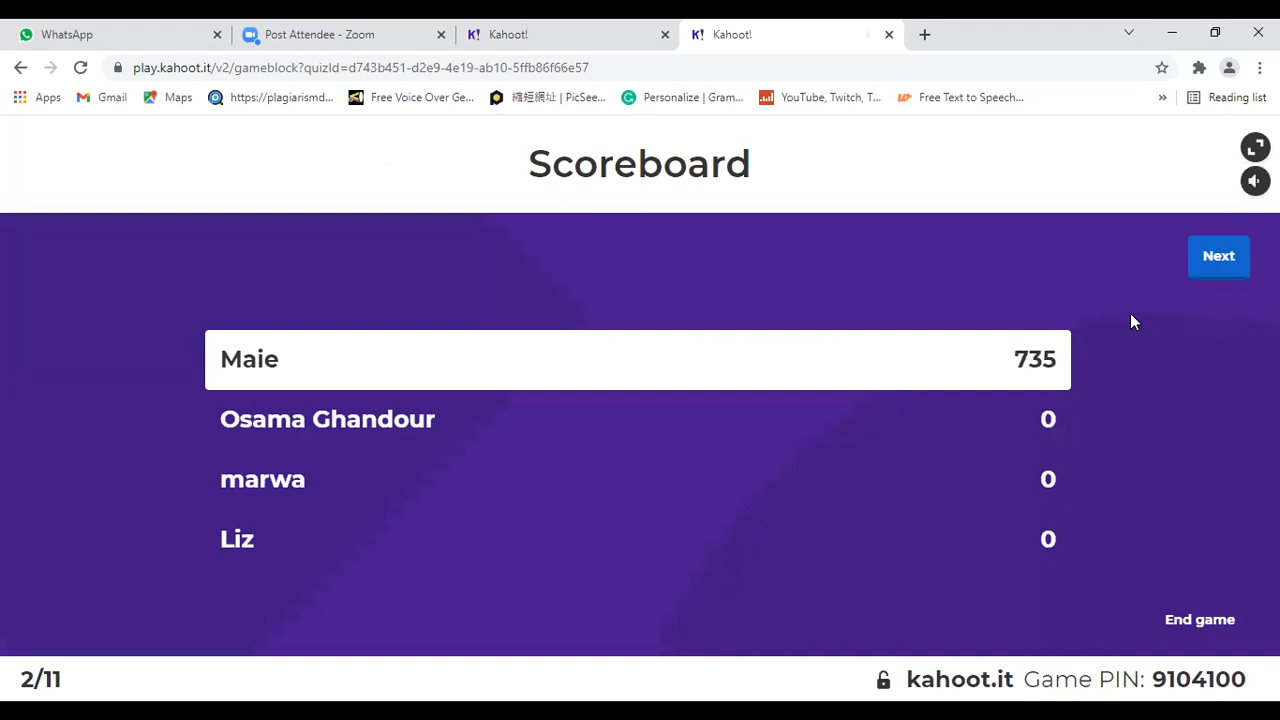 WhatsApp
Post Attendee - Zoom
K! Kahoot!
K! Kahoot!
play.kahoot.it/v2/gameblock?quizId=d743b451-d2e9-4e19-ab10-5ffb86f66e57
Apps Gmail Maps https://plagiarismd... Free Voice Over Ge... 縮短網址 | PicSee... Personalize | Gram... YouTube, Twitch, T... Free Text to Speech... » Reading list
Scoreboard
Next
Maie 735
Osama Ghandour 0
marwa 0
Liz 0
End game
2/11 kahoot.it Game PIN: 9104100